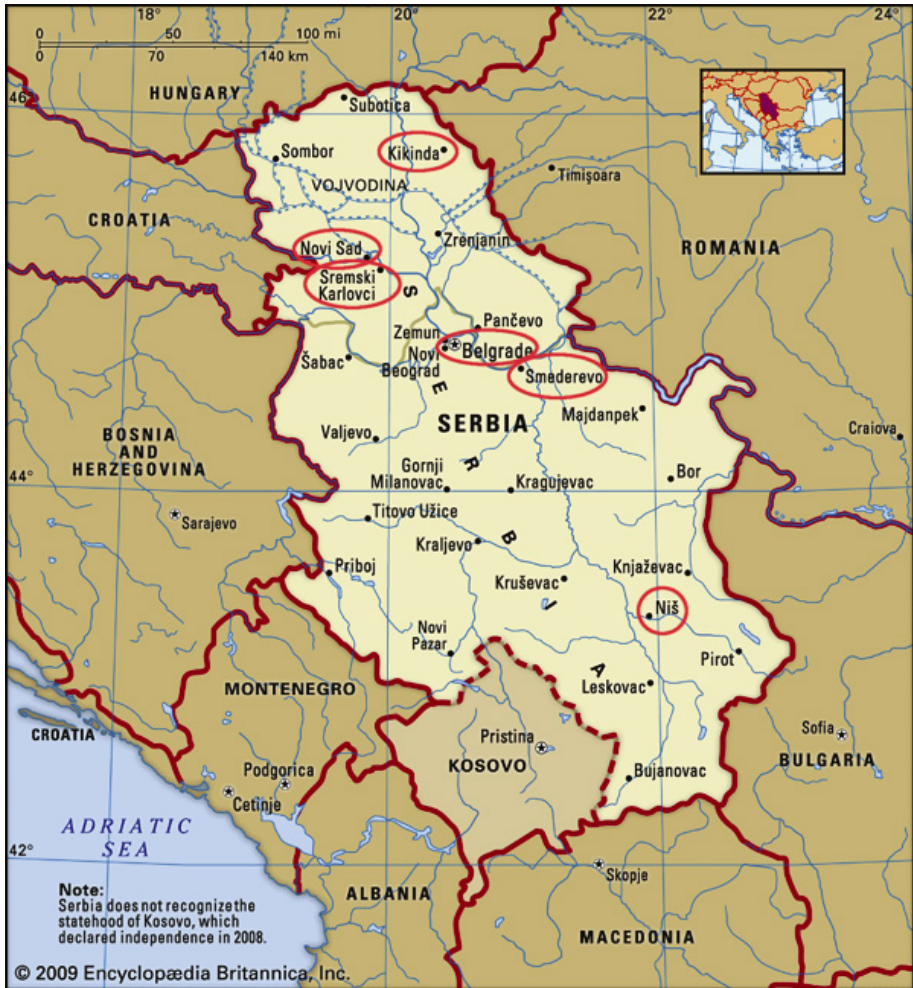 18°
20
22
24°
0 50 100 mi
0 70 140 km
HUNGARY
46°
Subotica
Sombor
Kikinda
VOJVODINA
Timişoara
CROATIA
Novi Sad
Zrenjanin
ROMANIA
Sremski
Karlovci
Pančevo
Zemun
Novi
Beograd
Belgrade
Šabac
Smederevo
SERBIA
Majdanpek
Valjevo
Craiova
BOSNIA
AND
HERZEGOVINA
Gornji
Milanovac
Kragujevac
Bor
44°
Sarajevo
Titovo Užice
Kraljevo
Priboj
Kruševac
Knjaževac
Niš
Novi
Pazar
Pirot
SERBIA
Leskovac
MONTENEGRO
CROATIA
Pristina
KOSOVO
Sofia
BULGARIA
Podgorica
Cetinje
Bujanovac
ADRIATIC
SEA
42°
Skopje
ALBANIA
MACEDONIA
Note:
Serbia does not recognize the
statehood of Kosovo, which
declared independence in 2008.
© 2009 Encyclopædia Britannica, Inc.